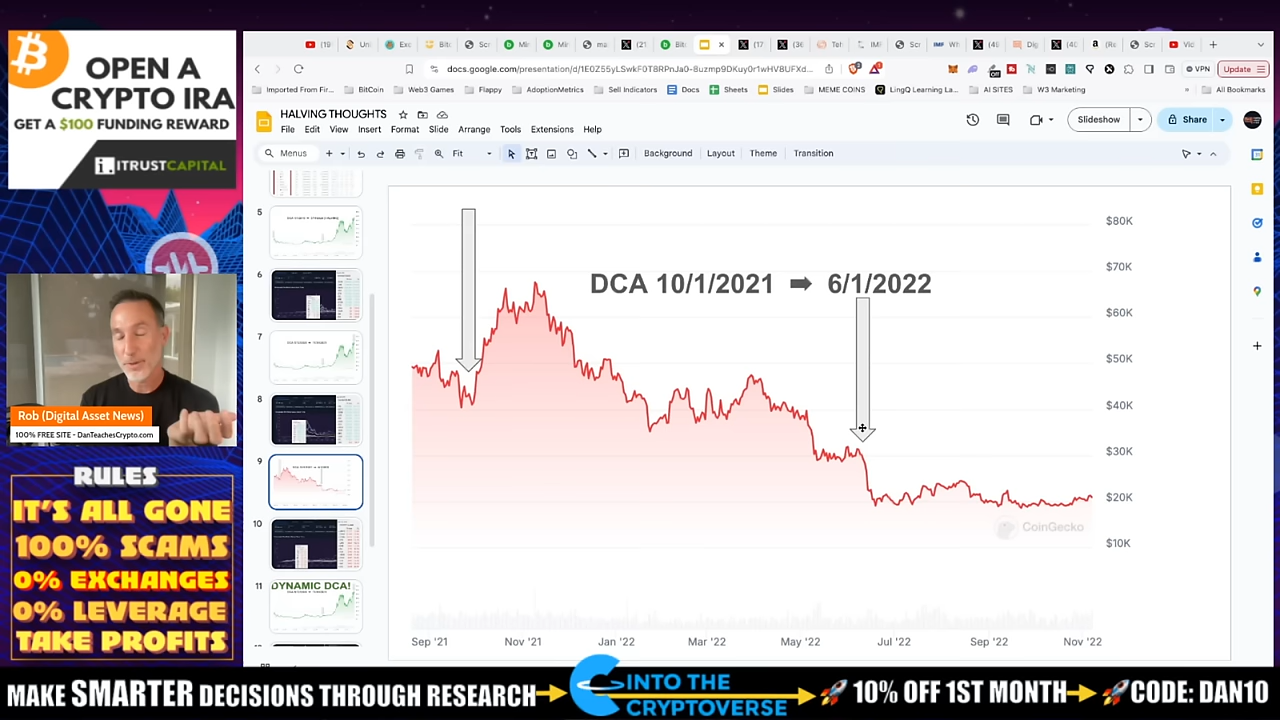 OPEN A
CRYPTO IRA
GET A $100 FUNDING REWARD
ITRUSTCAPITAL
Rob (Digital Asset News)
100% FREE SITE - DanTeachesCrypto.com
RULES
IT'S ALL GONE
100% SCAMS
0% EXCHANGES
0% LEVERAGE
TAKE PROFITS
docs.google.com/presentation/d/1E0Z55yLSwkF0T8RPnJa0-8uzmp9DKuy0r1wHV8UFXd...
VPN
Update
Imported From Fir...
BitCoin
Web3 Games
Flappy
AdoptionMetrics
Sell Indicators
Docs
Sheets
Slides
MEME COINS
LingQ Learning La...
AI SITES
W3 Marketing
All Bookmarks
HALVING THOUGHTS
File Edit View Insert Format Slide Arrange Tools Extensions Help
Slideshow
Share
Menus
Fit
Background
Layout
Theme
Transition
5
6
7
8
9
10
11
DYNAMIC DCA!
DCA 10/1/2021 ➡ 6/1/2022
$80K
$70K
$60K
$50K
$40K
$30K
$20K
$10K
CoinGecko
Sep '21
Nov '21
Jan '22
Mar '22
May '22
Jul '22
Sep '22
Nov '22
MAKE SMARTER DECISIONS THROUGH RESEARCH
INTO THE
CRYPTOVERSE
10% OFF 1ST MONTH
CODE: DAN10